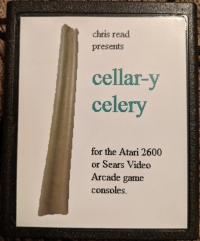 chris read
presents
cellar-y
celery
for the Atari 2600
or Sears Video
Arcade game
consoles.